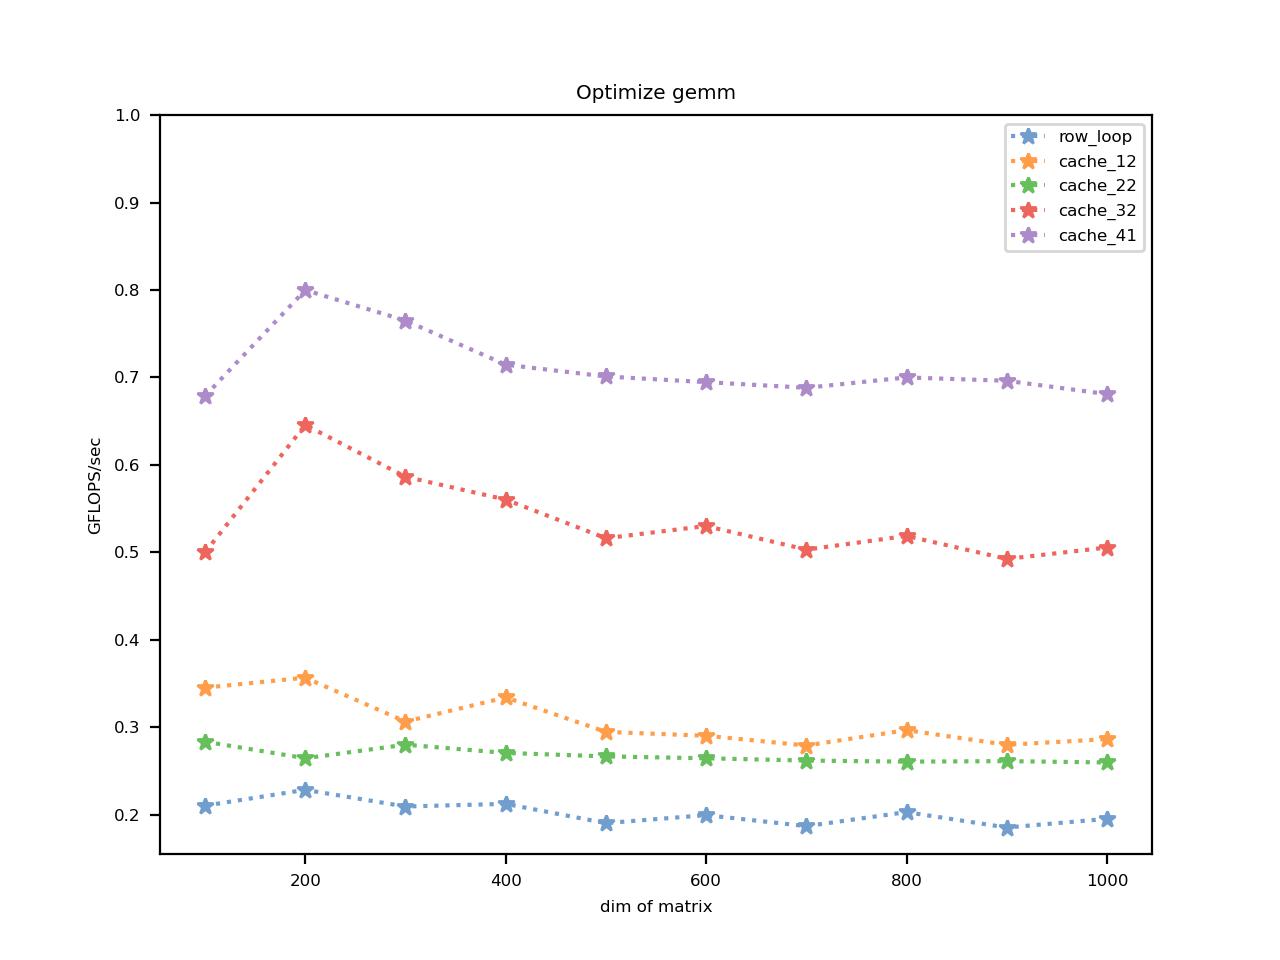 Optimize gemm
1.0
0.9
0.8
0.7
0.6
0.5
0.4
0.3
0.2
GFLOPS/sec
row_loop
cache_12
cache_22
cache_32
cache_41
200 400 600 800 1000
dim of matrix